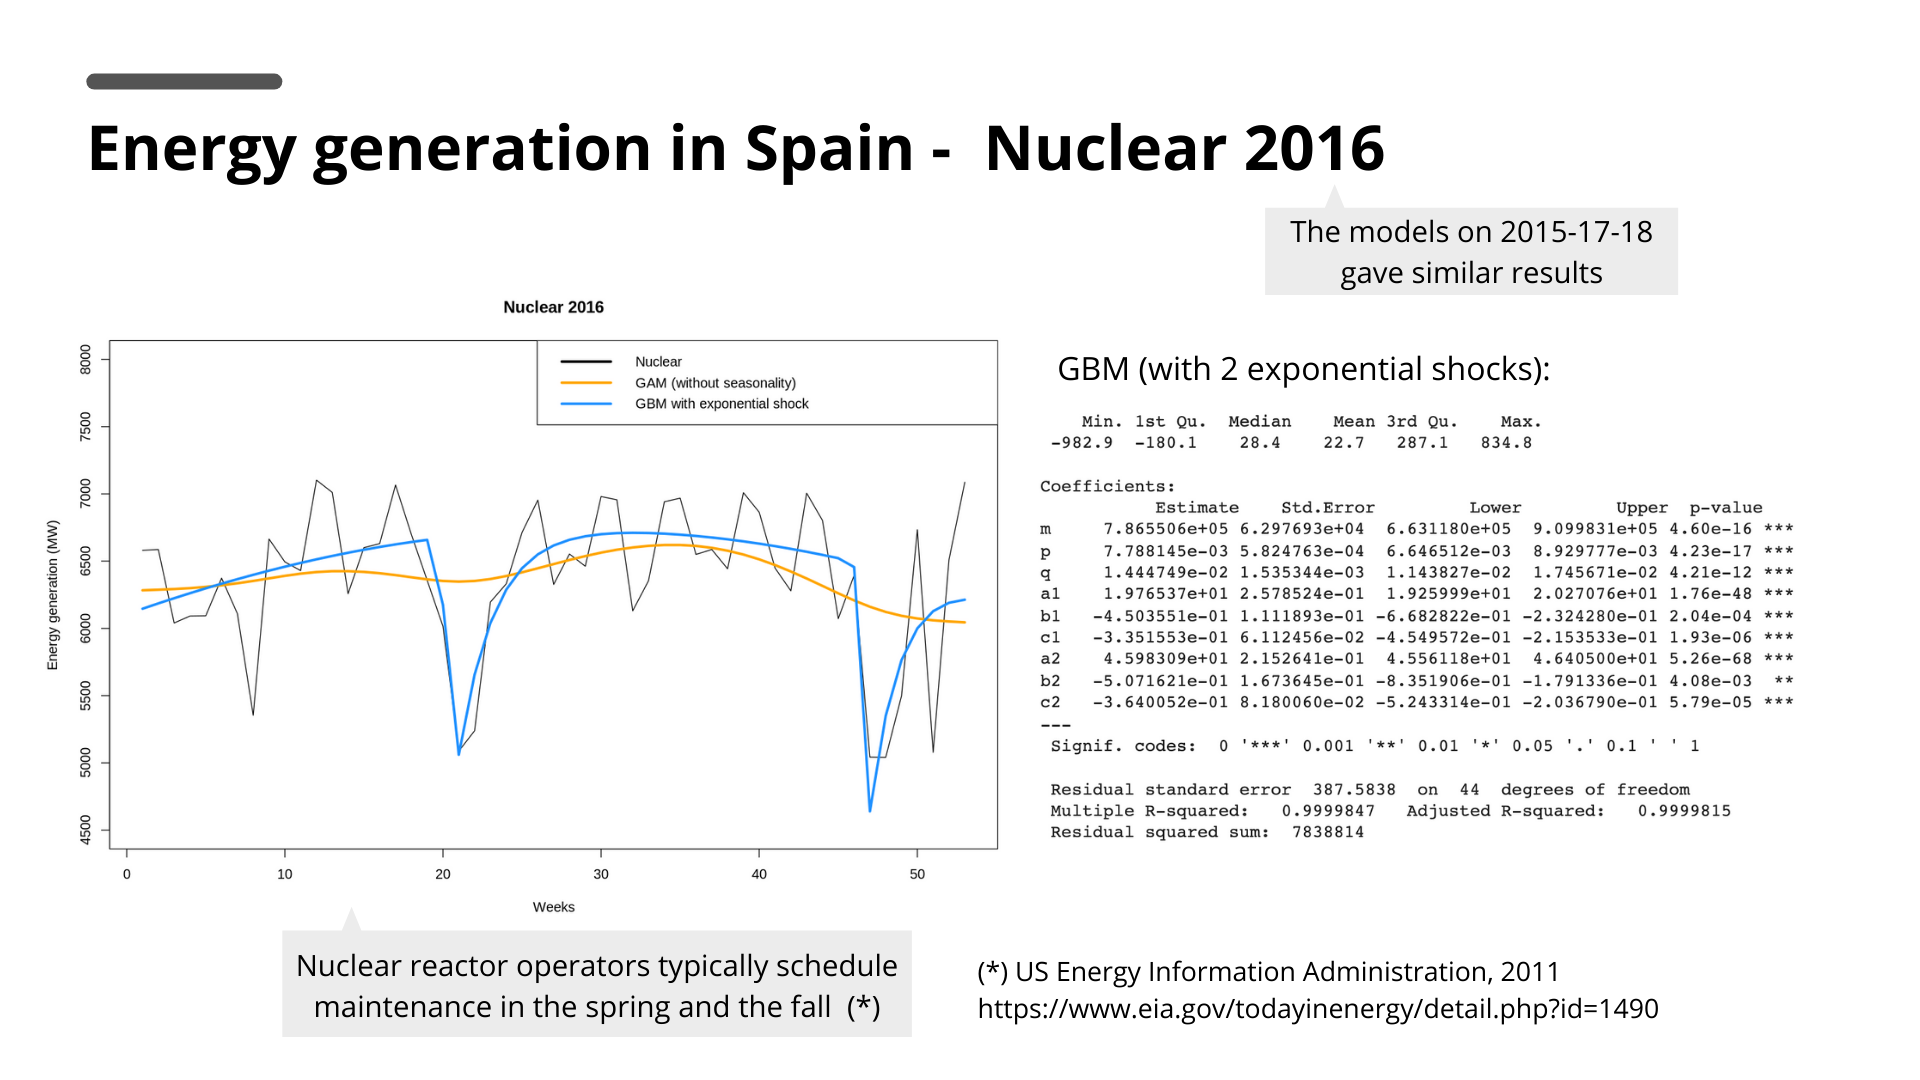 Energy generation in Spain -  Nuclear 2016
The models on 2015-17-18
gave similar results
Nuclear 2016
Nuclear
GAM (without seasonality)
GBM with exponential shock
Energy generation (MW)
8000
7500
7000
6500
6000
5500
5000
4500
0 10 20 30 40 50
Weeks
Nuclear reactor operators typically schedule
maintenance in the spring and the fall  (*)
GBM (with 2 exponential shocks):
Min. 1st Qu.  Median    Mean 3rd Qu.    Max.
-982.9  -180.1    28.4    22.7   287.1   834.8
Coefficients:
Estimate    Std.Error         Lower         Upper  p-value
m     7.865506e+05 6.297693e+04  6.631180e+05  9.099831e+05 4.60e-16 ***
p     7.788145e-03 5.824763e-04  6.646512e-03  8.929777e-03 4.23e-17 ***
q     1.444749e-02 1.535344e-03  1.143827e-02  1.745671e-02 4.21e-12 ***
a1    1.976537e+01 2.578524e-01  1.925999e+01  2.027076e+01 1.76e-48 ***
b1   -4.503551e-01 1.111893e-01 -6.682822e-01 -2.324280e-01 2.04e-04 ***
c1   -3.351553e-01 6.112456e-02 -4.549572e-01 -2.153533e-01 1.93e-06 ***
a2    4.598309e+01 2.152641e-01  4.556118e+01  4.640500e+01 5.26e-68 ***
b2   -5.071621e-01 1.673645e-01 -8.351906e-01 -1.791336e-01 4.08e-03  **
c2   -3.640052e-01 8.180060e-02 -5.243314e-01 -2.036790e-01 5.79e-05 ***
---
Signif. codes:  0 '***' 0.001 '**' 0.01 '*' 0.05 '.' 0.1 ' ' 1
Residual standard error  387.5838  on  44  degrees of freedom
Multiple R-squared:   0.9999847   Adjusted R-squared:   0.9999815
Residual squared sum:  7838814
(*) US Energy Information Administration, 2011
https://www.eia.gov/todayinenergy/detail.php?id=1490